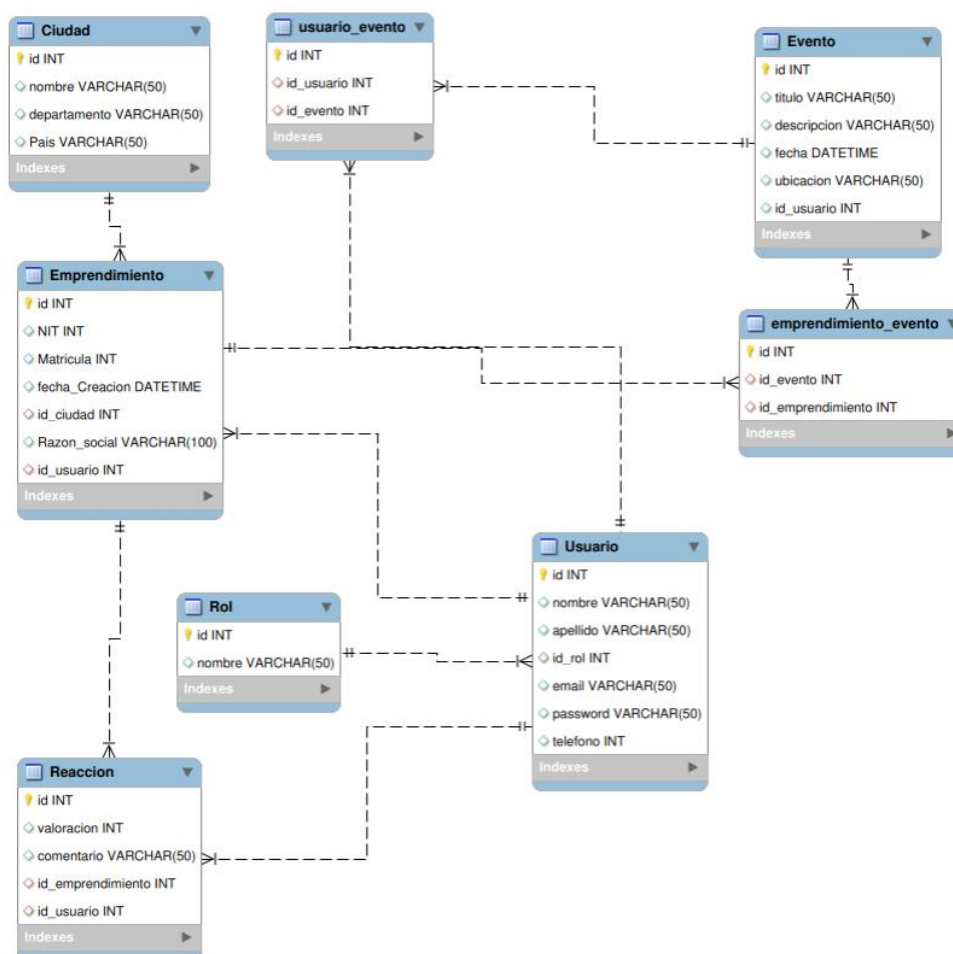 Ciudad
id INT
nombre VARCHAR(50)
departamento VARCHAR(50)
Pais VARCHAR(50)
Indexes
usuario_evento
id INT
id_usuario INT
id_evento INT
Indexes
Evento
id INT
titulo VARCHAR(50)
descripcion VARCHAR(50)
fecha DATETIME
ubicacion VARCHAR(50)
id_usuario INT
Indexes
Emprendimiento
id INT
NIT INT
Matricula INT
fecha_Creacion DATETIME
id_ciudad INT
Razon_social VARCHAR(100)
id_usuario INT
Indexes
emprendimiento_evento
id INT
id_evento INT
id_emprendimiento INT
Indexes
Usuario
id INT
nombre VARCHAR(50)
apellido VARCHAR(50)
id_rol INT
email VARCHAR(50)
password VARCHAR(50)
telefono INT
Indexes
Rol
id INT
nombre VARCHAR(50)
Indexes
Reaccion
id INT
valoracion INT
comentario VARCHAR(50)
id_emprendimiento INT
id_usuario INT
Indexes